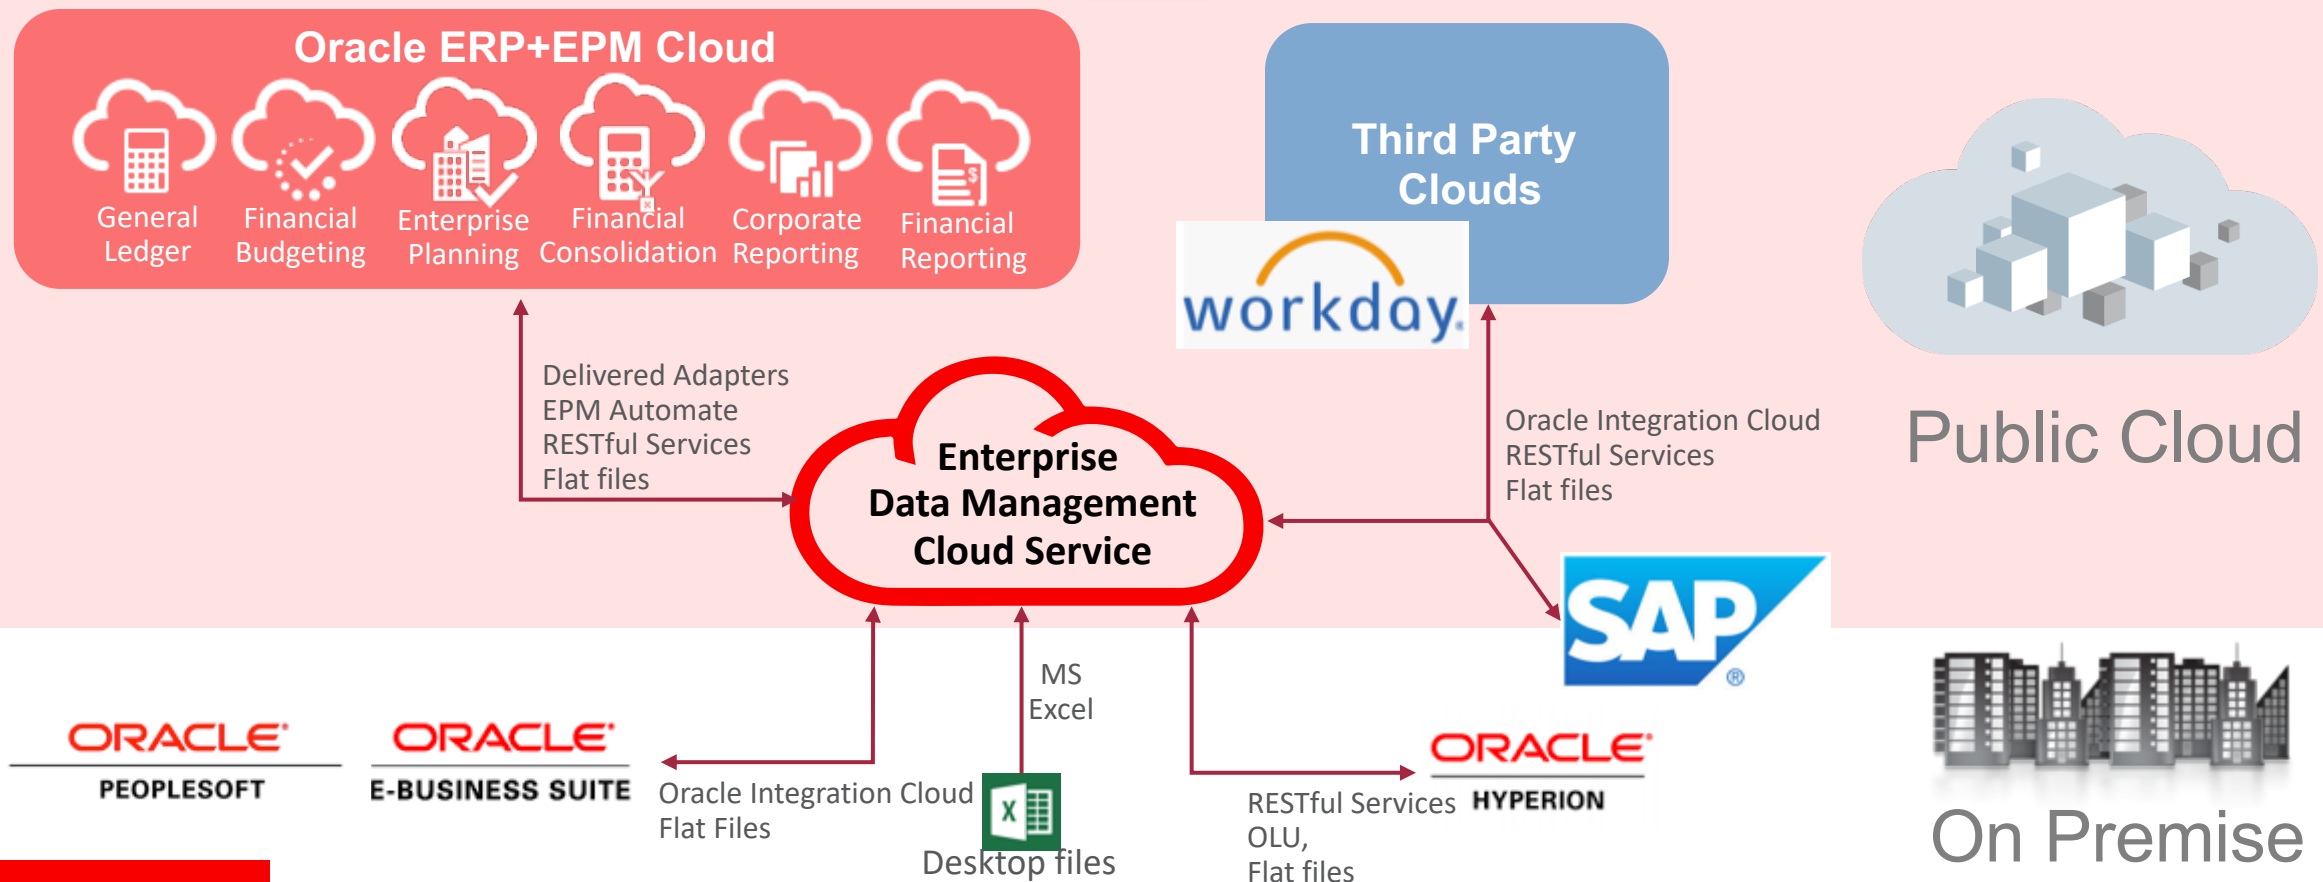 Oracle ERP+EPM Cloud
General
Ledger
Financial
Budgeting
Enterprise
Planning
Financial
Consolidation
Corporate
Reporting
Financial
Reporting
Third Party
Clouds
workday®
Delivered Adapters
EPM Automate
RESTful Services
Flat files
Enterprise
Data Management
Cloud Service
Oracle Integration Cloud
RESTful Services
Flat files
Public Cloud
SAP®
MS
Excel
ORACLE®
PEOPLESOFT
ORACLE®
E-BUSINESS SUITE
Oracle Integration Cloud
Flat Files
X
Desktop files
RESTful Services
OLU,
Flat files
ORACLE®
HYPERION
On Premise